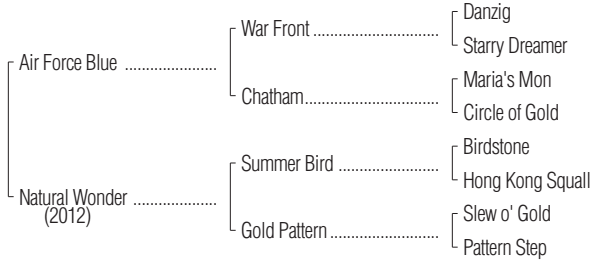 Danzig
War Front ......................................
Starry Dreamer
Air Force Blue ............................
Maria's Mon
Chatham.........................................
Circle of Gold
Birdstone
Summer Bird ..............................
Hong Kong Squall
Natural Wonder .........................
(2012)
Slew o' Gold
Gold Pattern..................................
Pattern Step